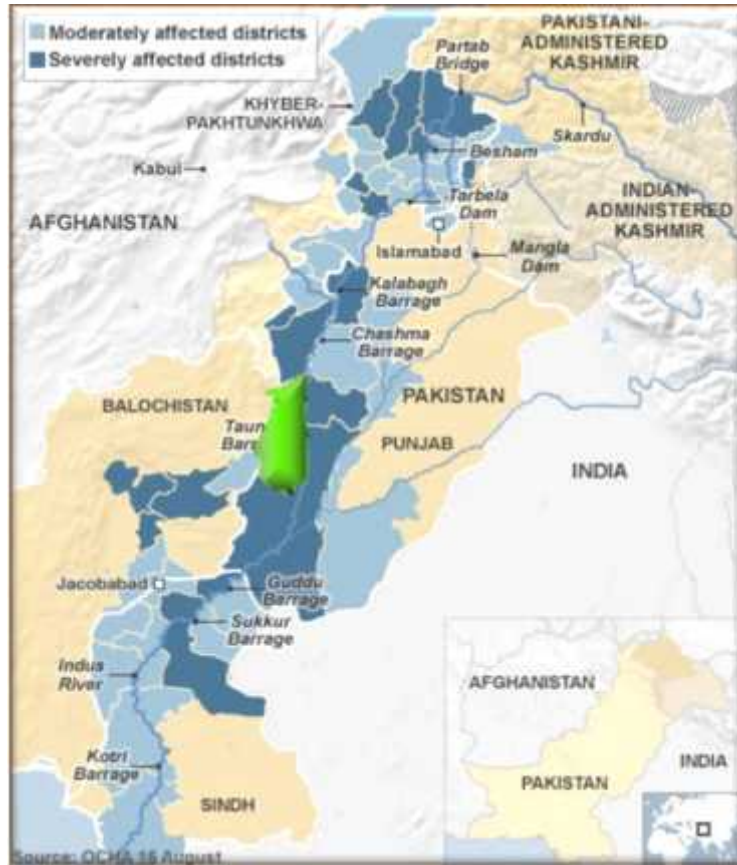 Moderately affected districts
Severely affected districts
PAKISTANI-
ADMINISTERED
KASHMIR
Partab
Bridge
KHYBER-
PAKHTUNKHWA
Skardu
Besham
Kabul
Tarbela
Dam
INDIAN-
ADMINISTERED
KASHMIR
AFGHANISTAN
Islamabad
Mangla
Dam
Kalabagh
Barrage
Chashma
Barrage
BALOCHISTAN
PAKISTAN
Taun
PUNJAB
INDIA
Jacobabad
Guddu
Barrage
Sukkur
Barrage
Indus
River
Kotri
Barrage
SINDH
AFGHANISTAN
INDIA
PAKISTAN
Source: OCHA 16 August